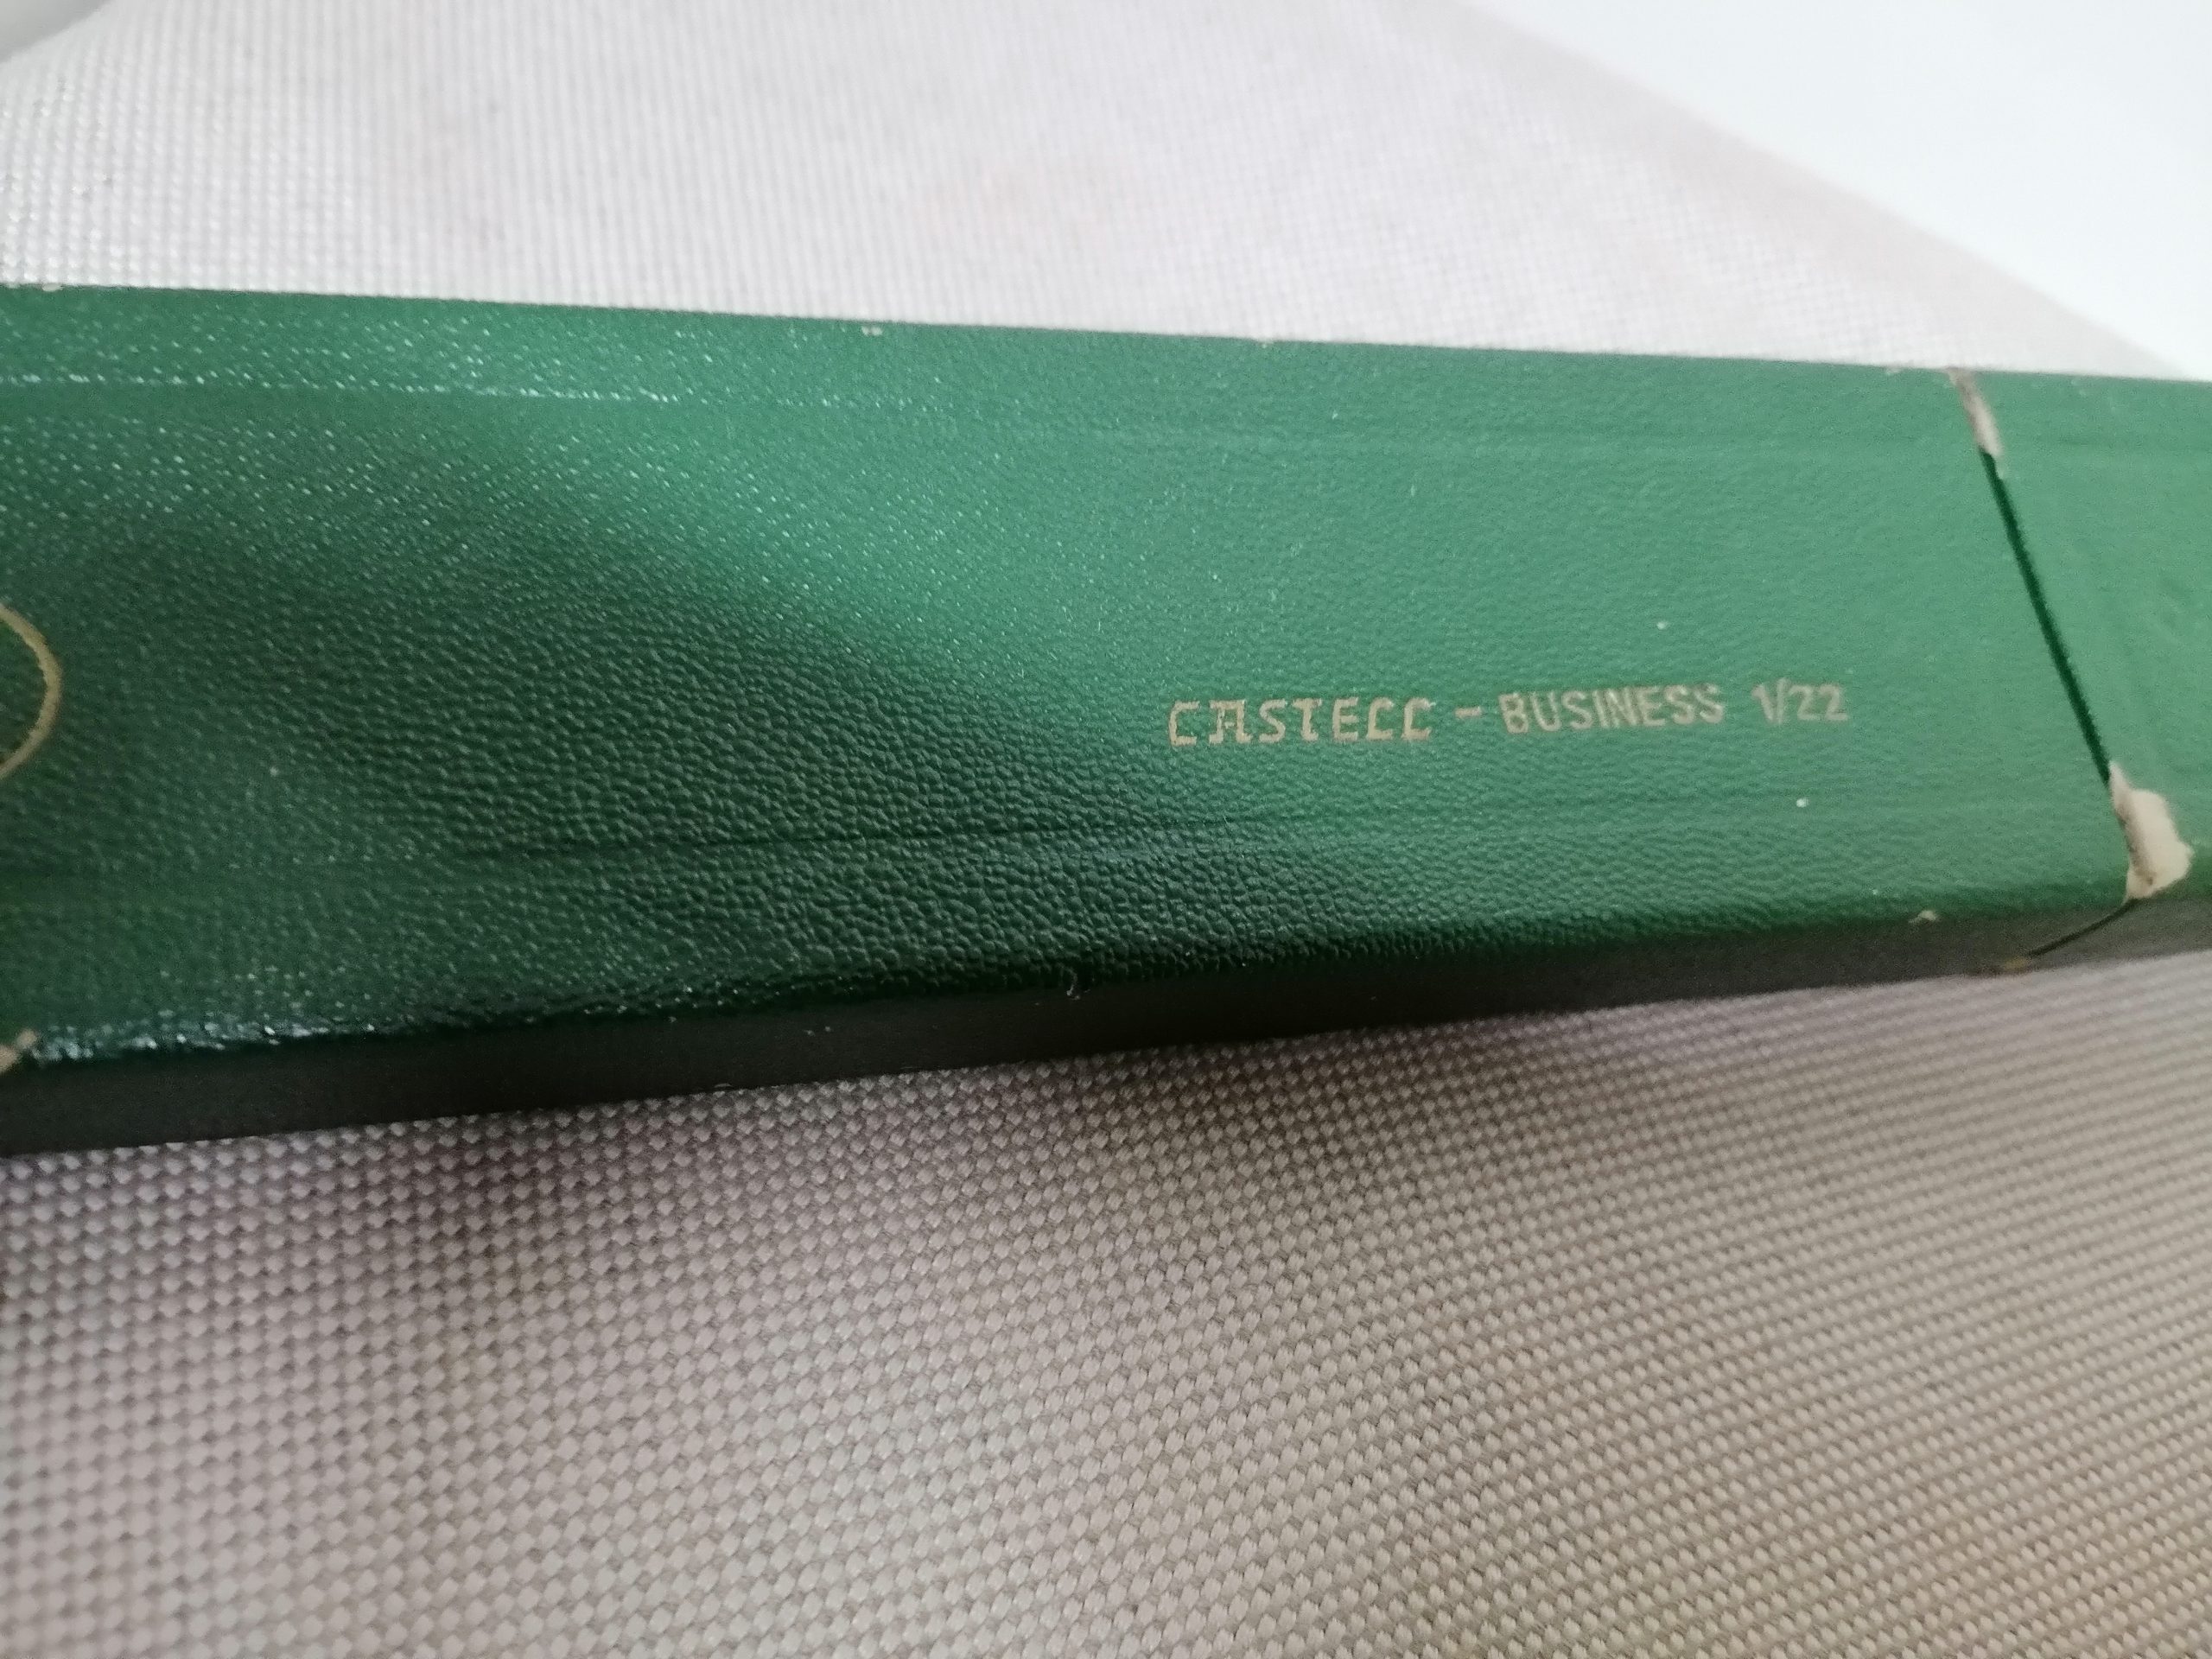 CASTELL - BUSINESS 1/22